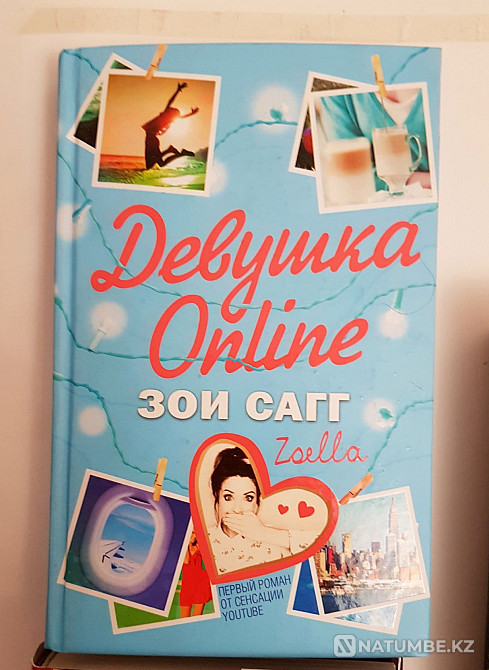 Девушка
Online
ЗОИ САГГ
Zoella
ПЕРВЫЙ РОМАН
ОТ СЕНСАЦИИ
YOUTUBE
NATUMBE.KZ